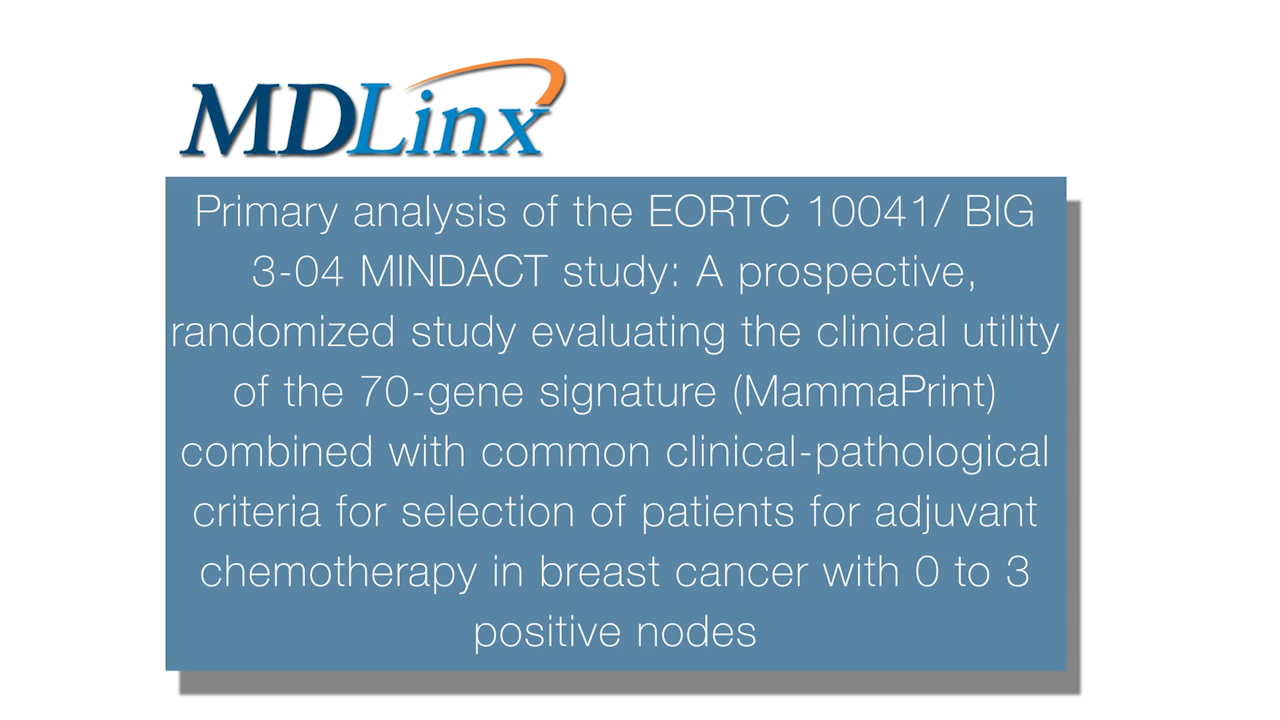 MDLinx
Primary analysis of the EORTC 10041/ BIG
3-04 MINDACT study: A prospective,
randomized study evaluating the clinical utility
of the 70-gene signature (MammaPrint)
combined with common clinical-pathological
criteria for selection of patients for adjuvant
chemotherapy in breast cancer with 0 to 3
positive nodes